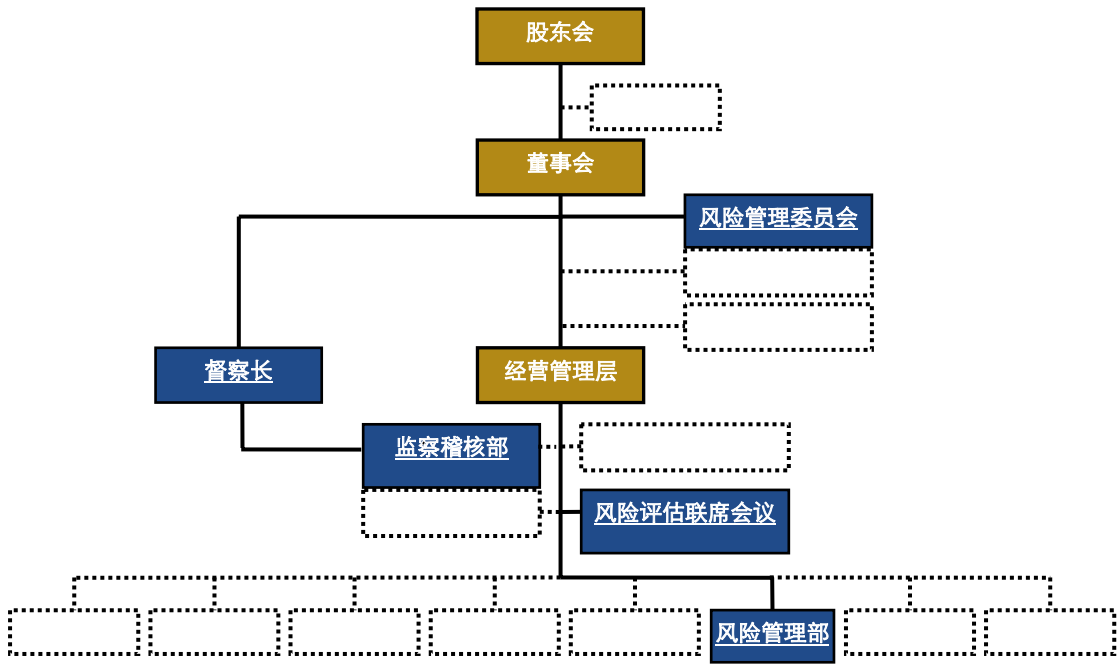 股东会
董事会
风险管理委员会
督察长
经营管理层
监察稽核部
风险评估联席会议
风险管理部